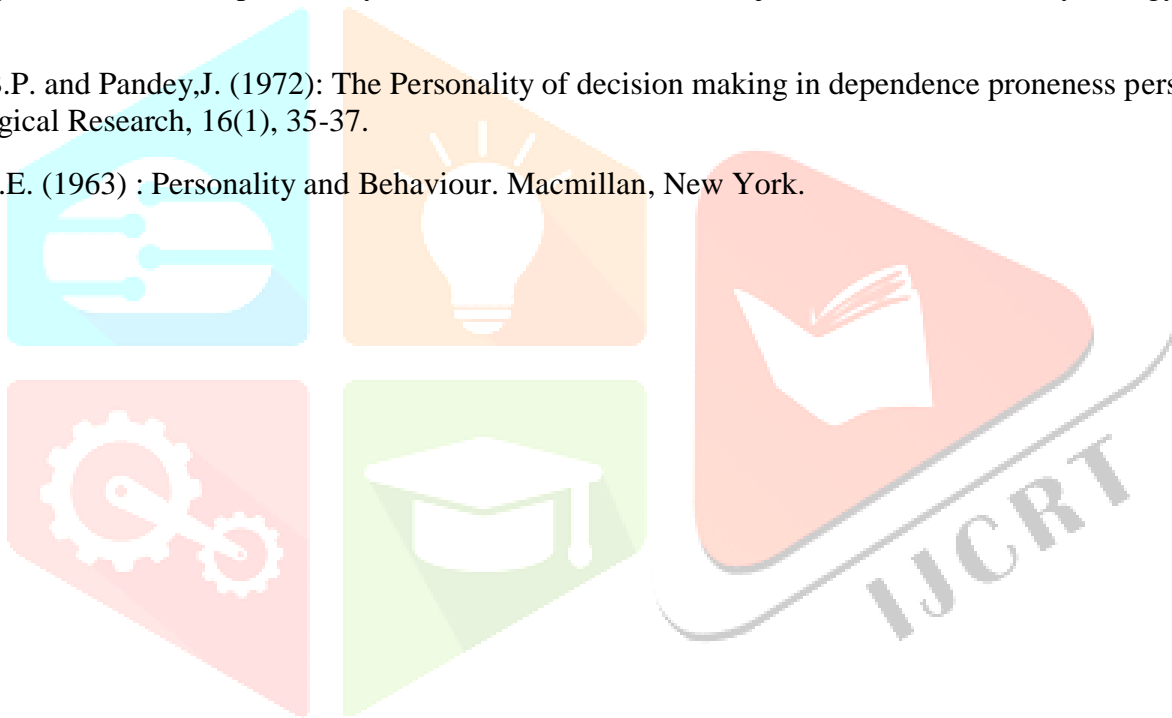 .P. and Pandey,J. (1972): The Personality of decision making in dependence proneness pers
gical Research, 16(1), 35-37.
.E. (1963) : Personality and Behaviour. Macmillan, New York.
IJCRT